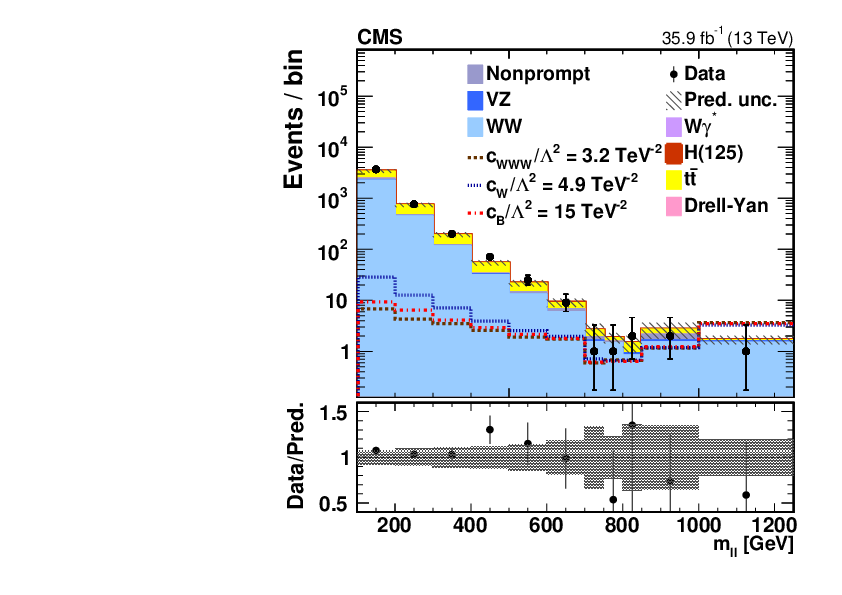 CMS 35.9 fb⁻¹ (13 TeV)
Events / bin
Nonprompt Data
VZ Pred. unc.
WW Wγ*
c_WWW/Λ² = 3.2 TeV⁻² H(125)
c_W/Λ² = 4.9 TeV⁻² tt̄
c_B/Λ² = 15 TeV⁻² Drell-Yan
10⁵
10⁴
10³
10²
10
1
Data/Pred.
1.5
1
0.5
200 400 600 800 1000 1200
m_ll [GeV]